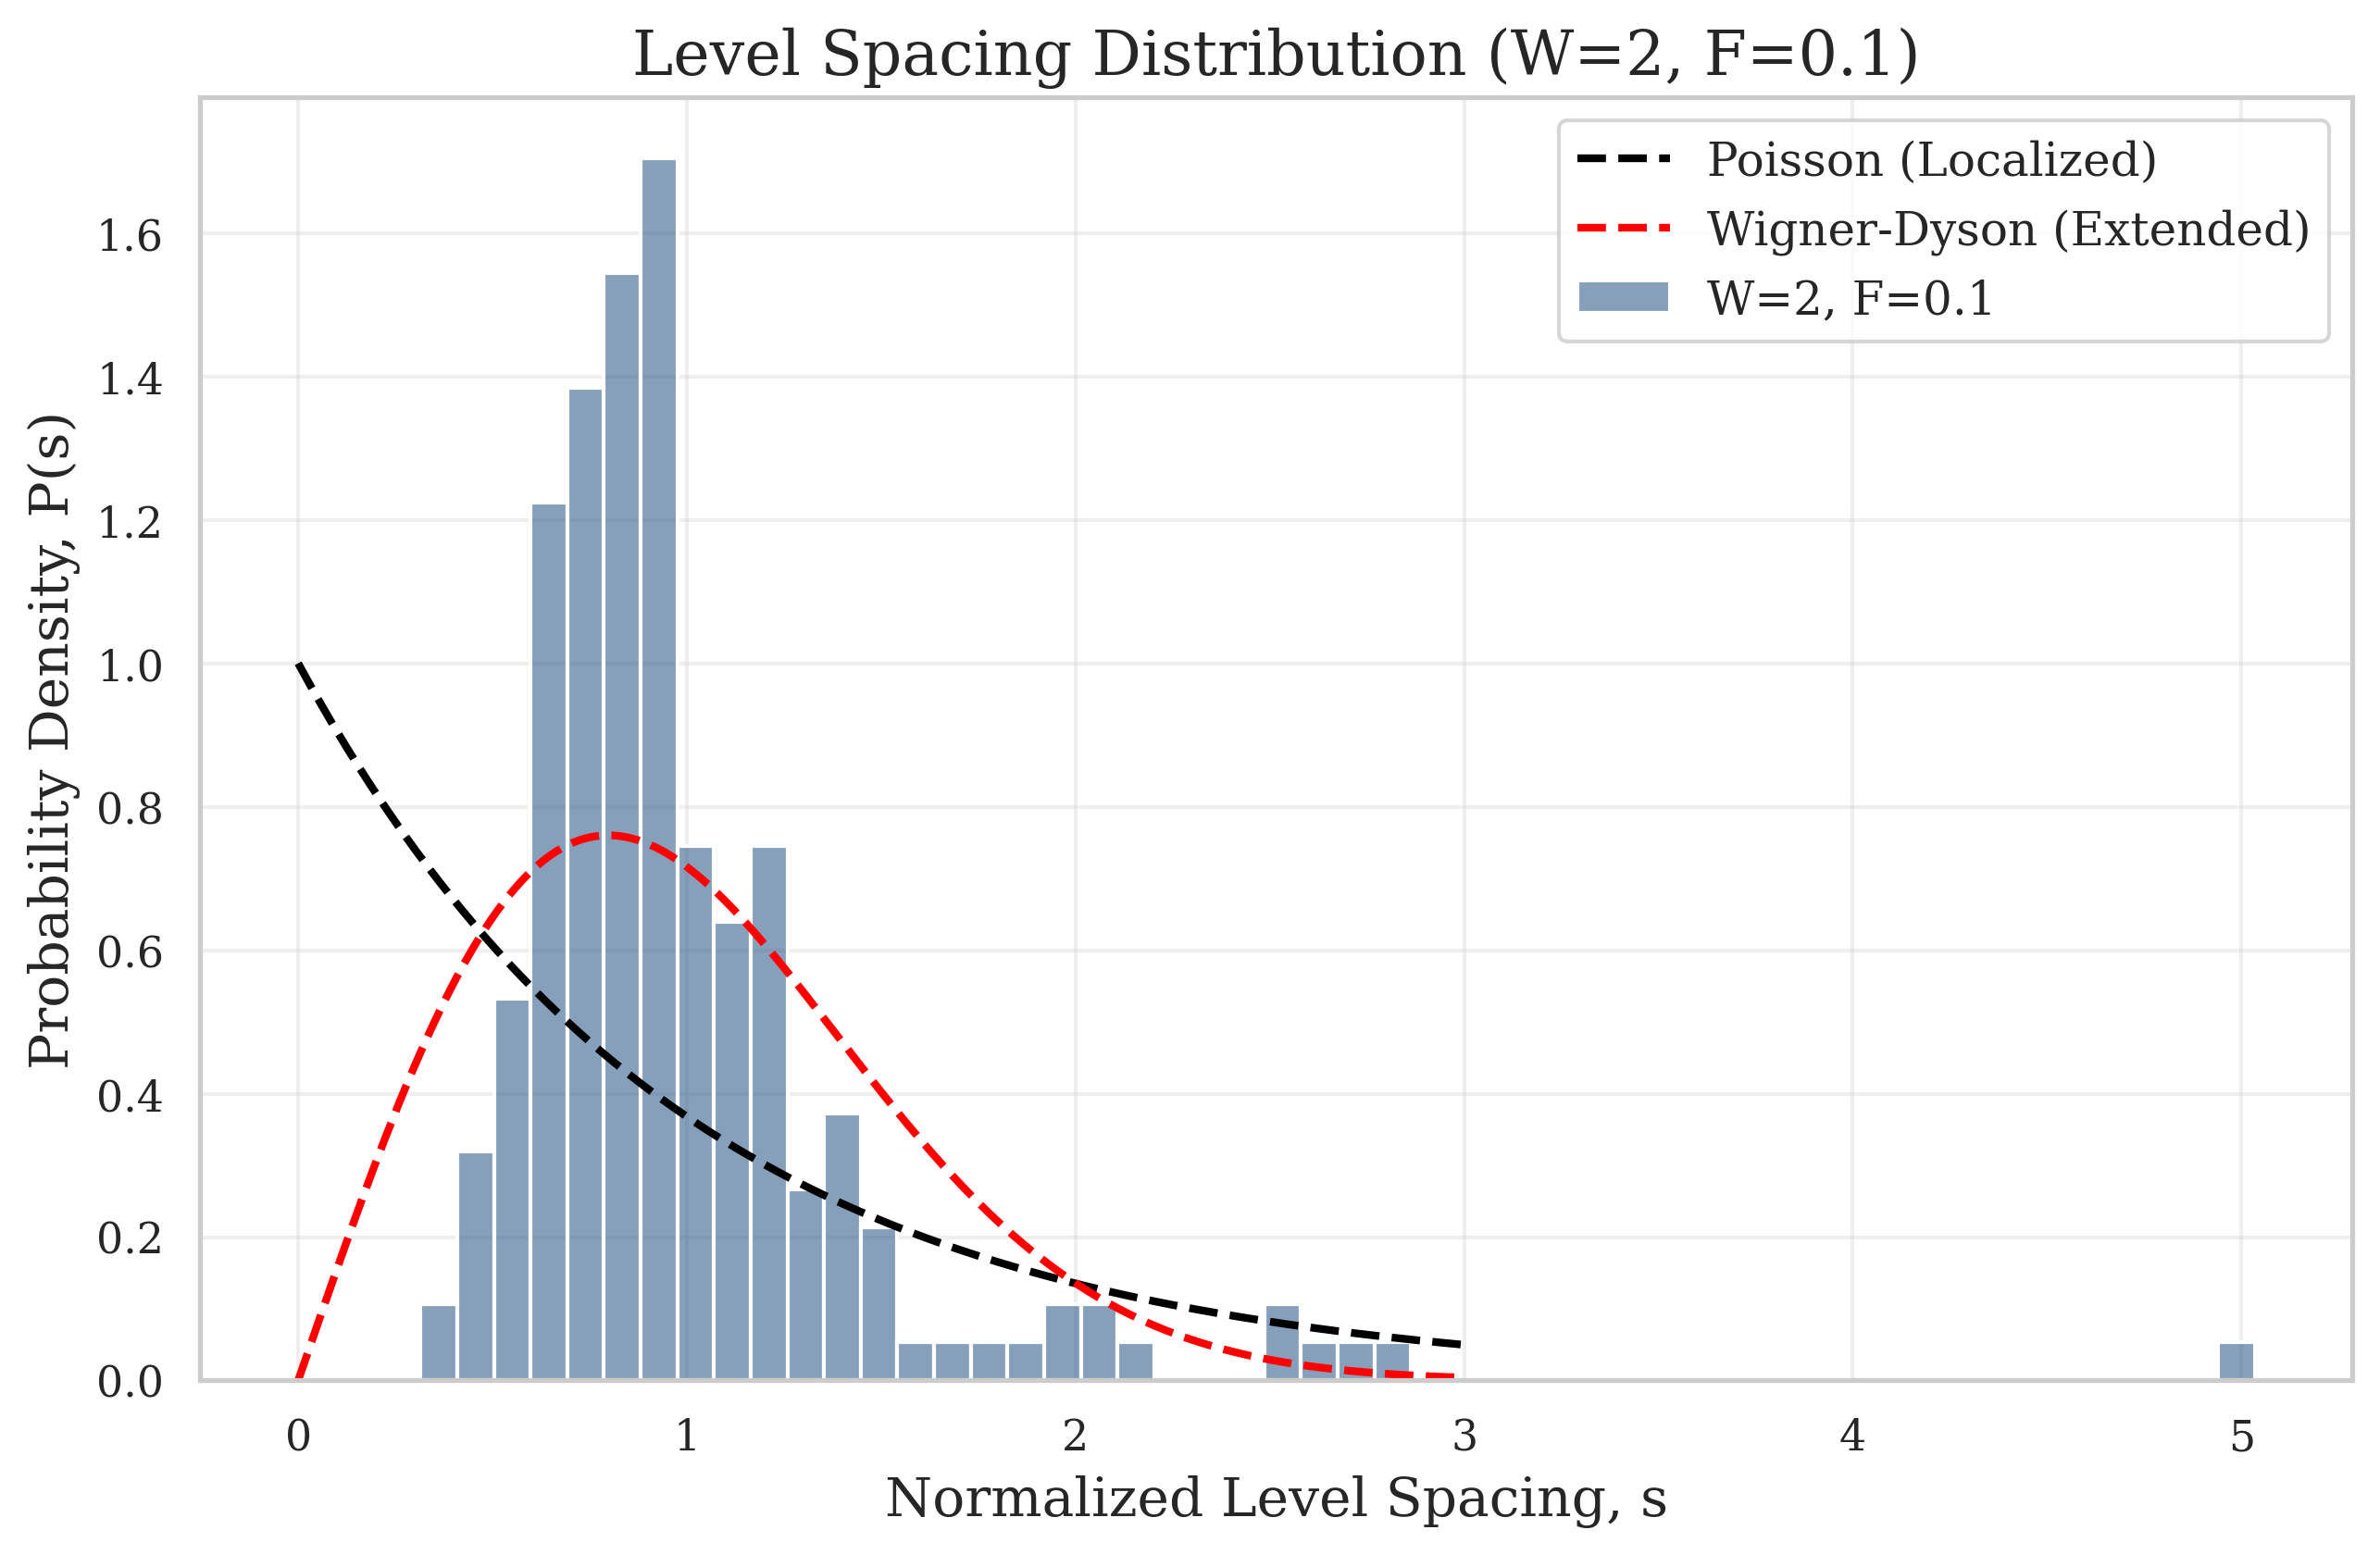 Level Spacing Distribution (W=2, F=0.1)
Poisson (Localized)
Wigner-Dyson (Extended)
W=2, F=0.1
Probability Density, P(s)
1.6
1.4
1.2
1.0
0.8
0.6
0.4
0.2
0.0
0 1 2 3 4 5
Normalized Level Spacing, s